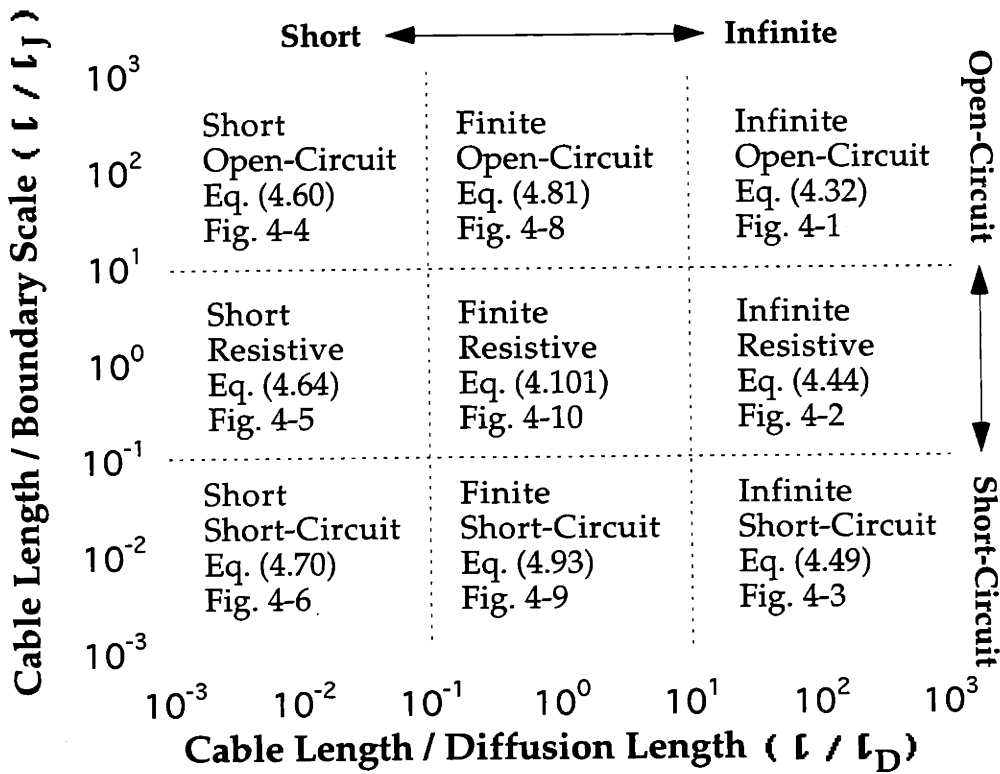 Short Infinite
Cable Length / Boundary Scale ( l / l_J )
10^3
10^2
10^1
10^0
10^-1
10^-2
10^-3
Short
Open-Circuit
Eq. (4.60)
Fig. 4-4
Finite
Open-Circuit
Eq. (4.81)
Fig. 4-8
Infinite
Open-Circuit
Eq. (4.32)
Fig. 4-1
Short
Resistive
Eq. (4.64)
Fig. 4-5
Finite
Resistive
Eq. (4.101)
Fig. 4-10
Infinite
Resistive
Eq. (4.44)
Fig. 4-2
Short
Short-Circuit
Eq. (4.70)
Fig. 4-6
Finite
Short-Circuit
Eq. (4.93)
Fig. 4-9
Infinite
Short-Circuit
Eq. (4.49)
Fig. 4-3
Open-Circuit
Short-Circuit
10^-3 10^-2 10^-1 10^0 10^1 10^2 10^3
Cable Length / Diffusion Length ( l / l_D )